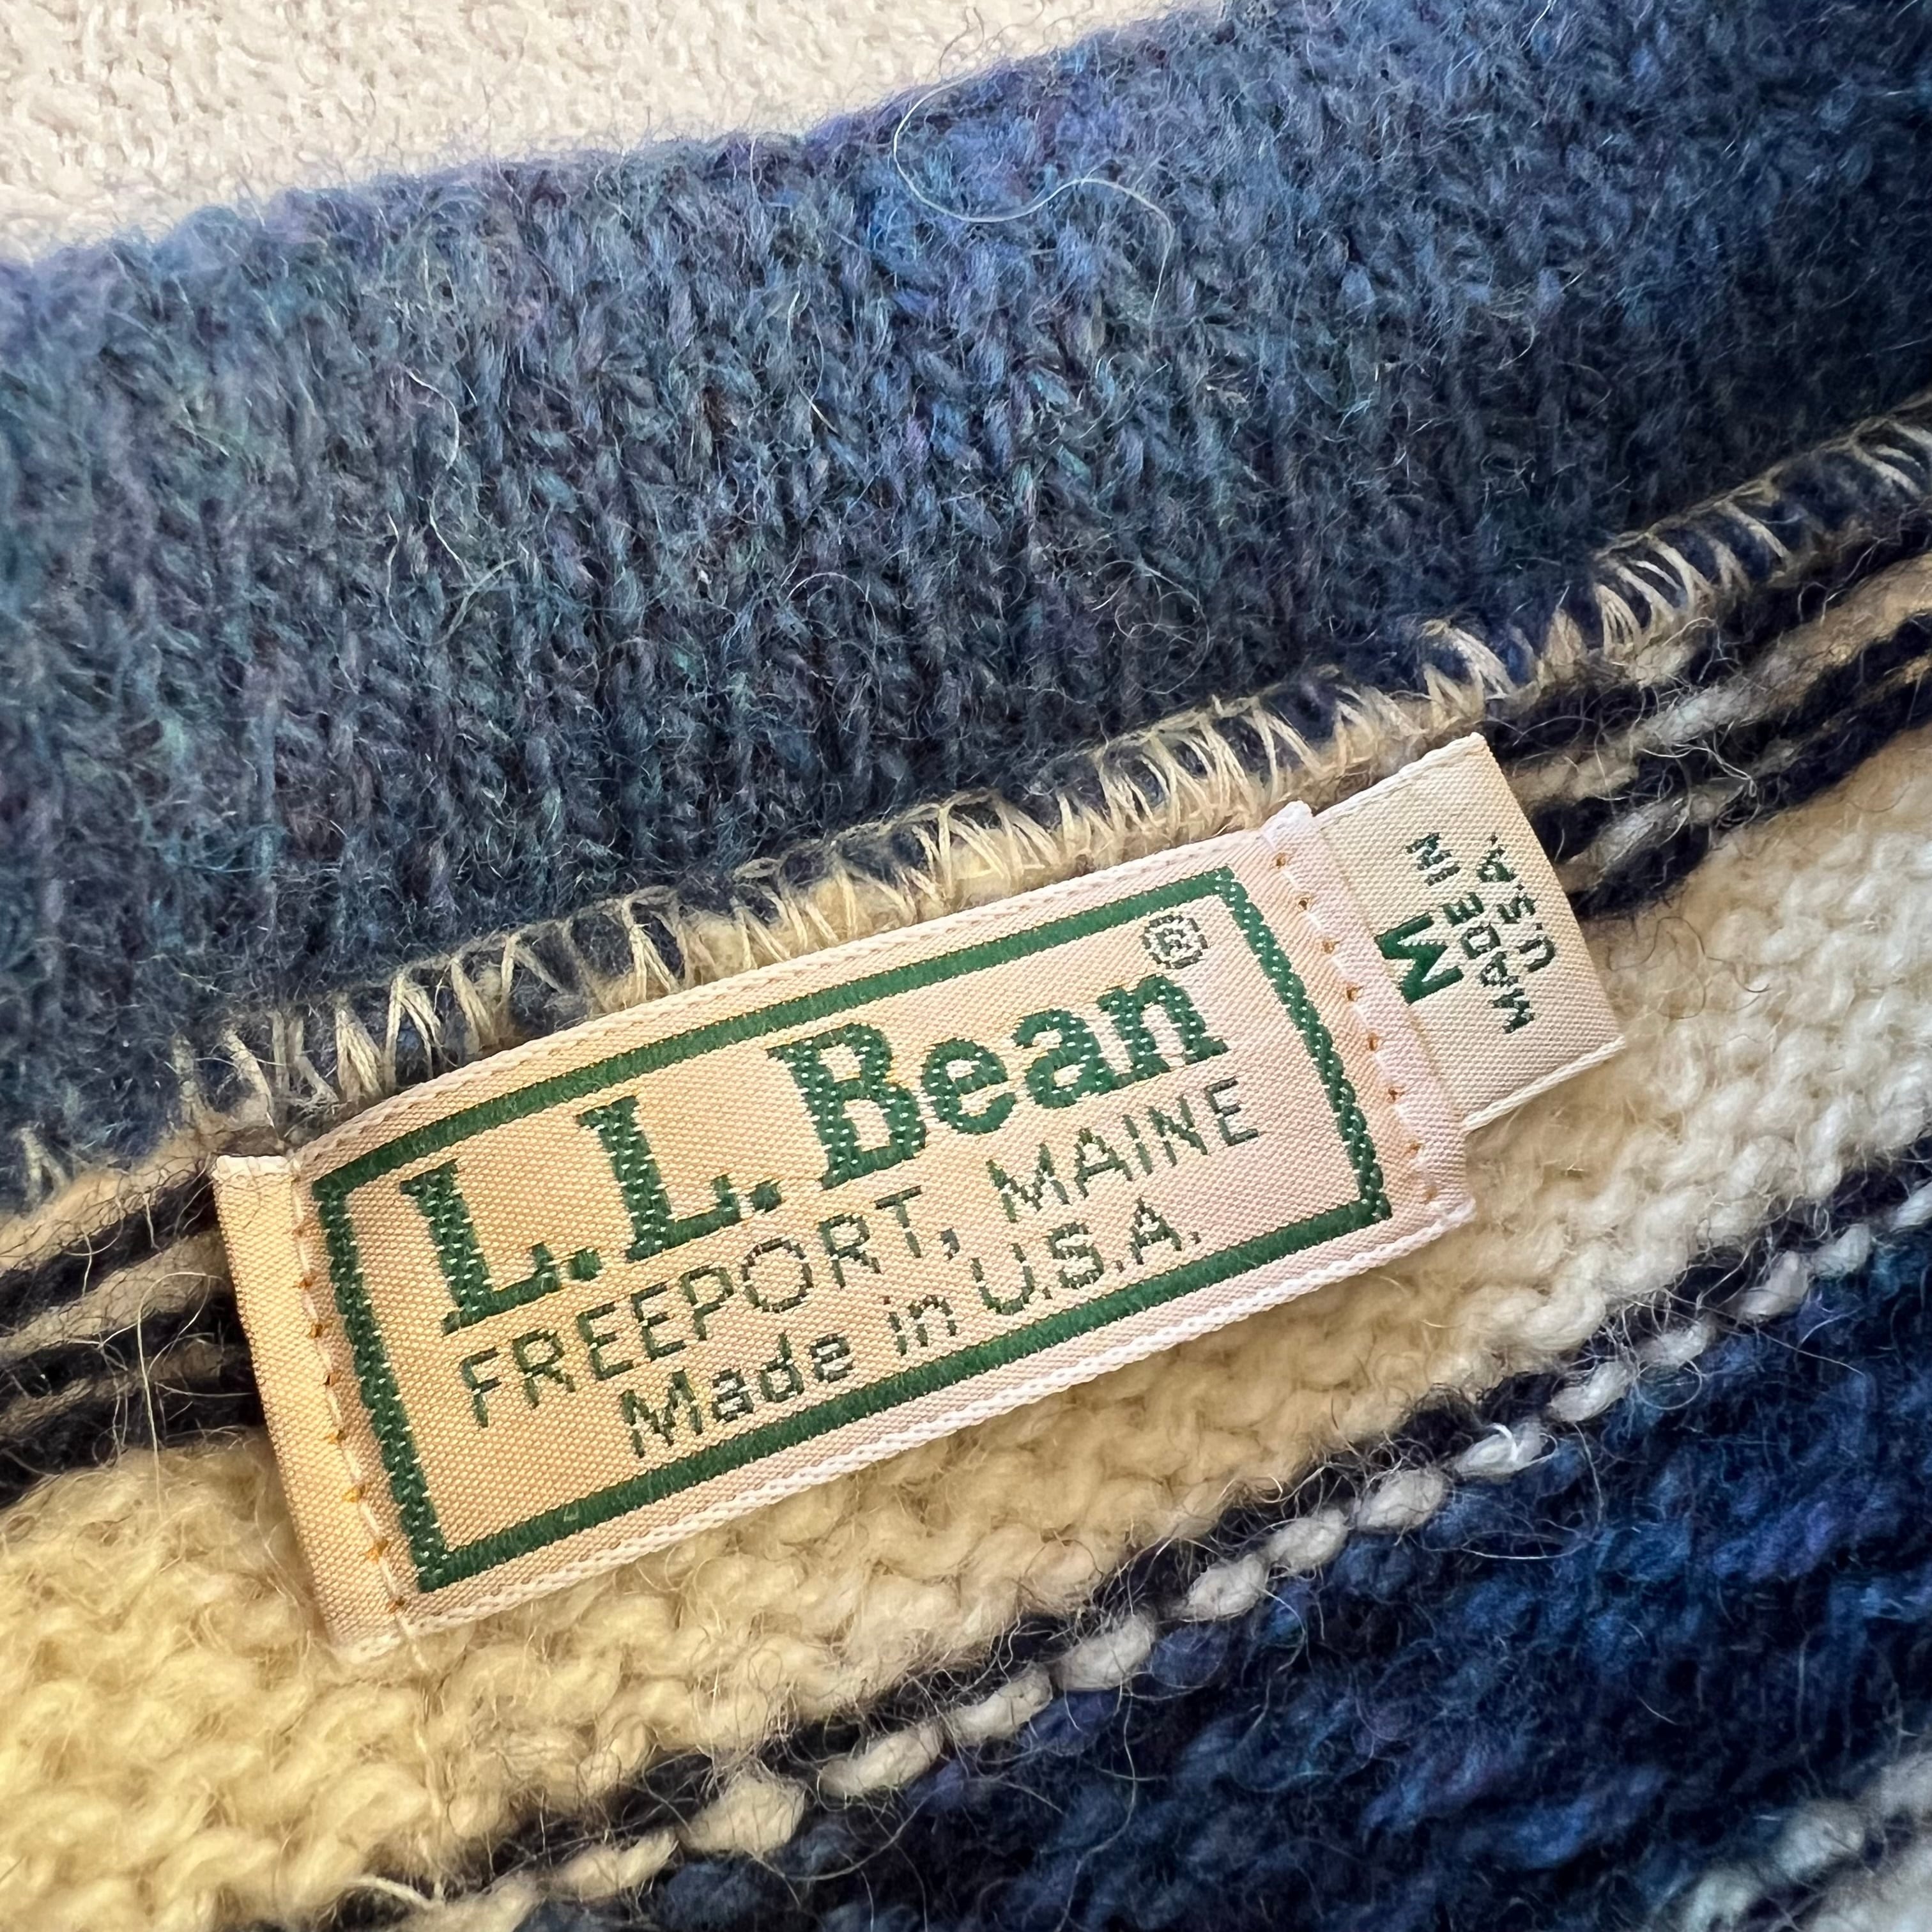 L.L.Bean®
FREEPORT, MAINE
Made in U.S.A.
M
MADE IN
U.S.A.